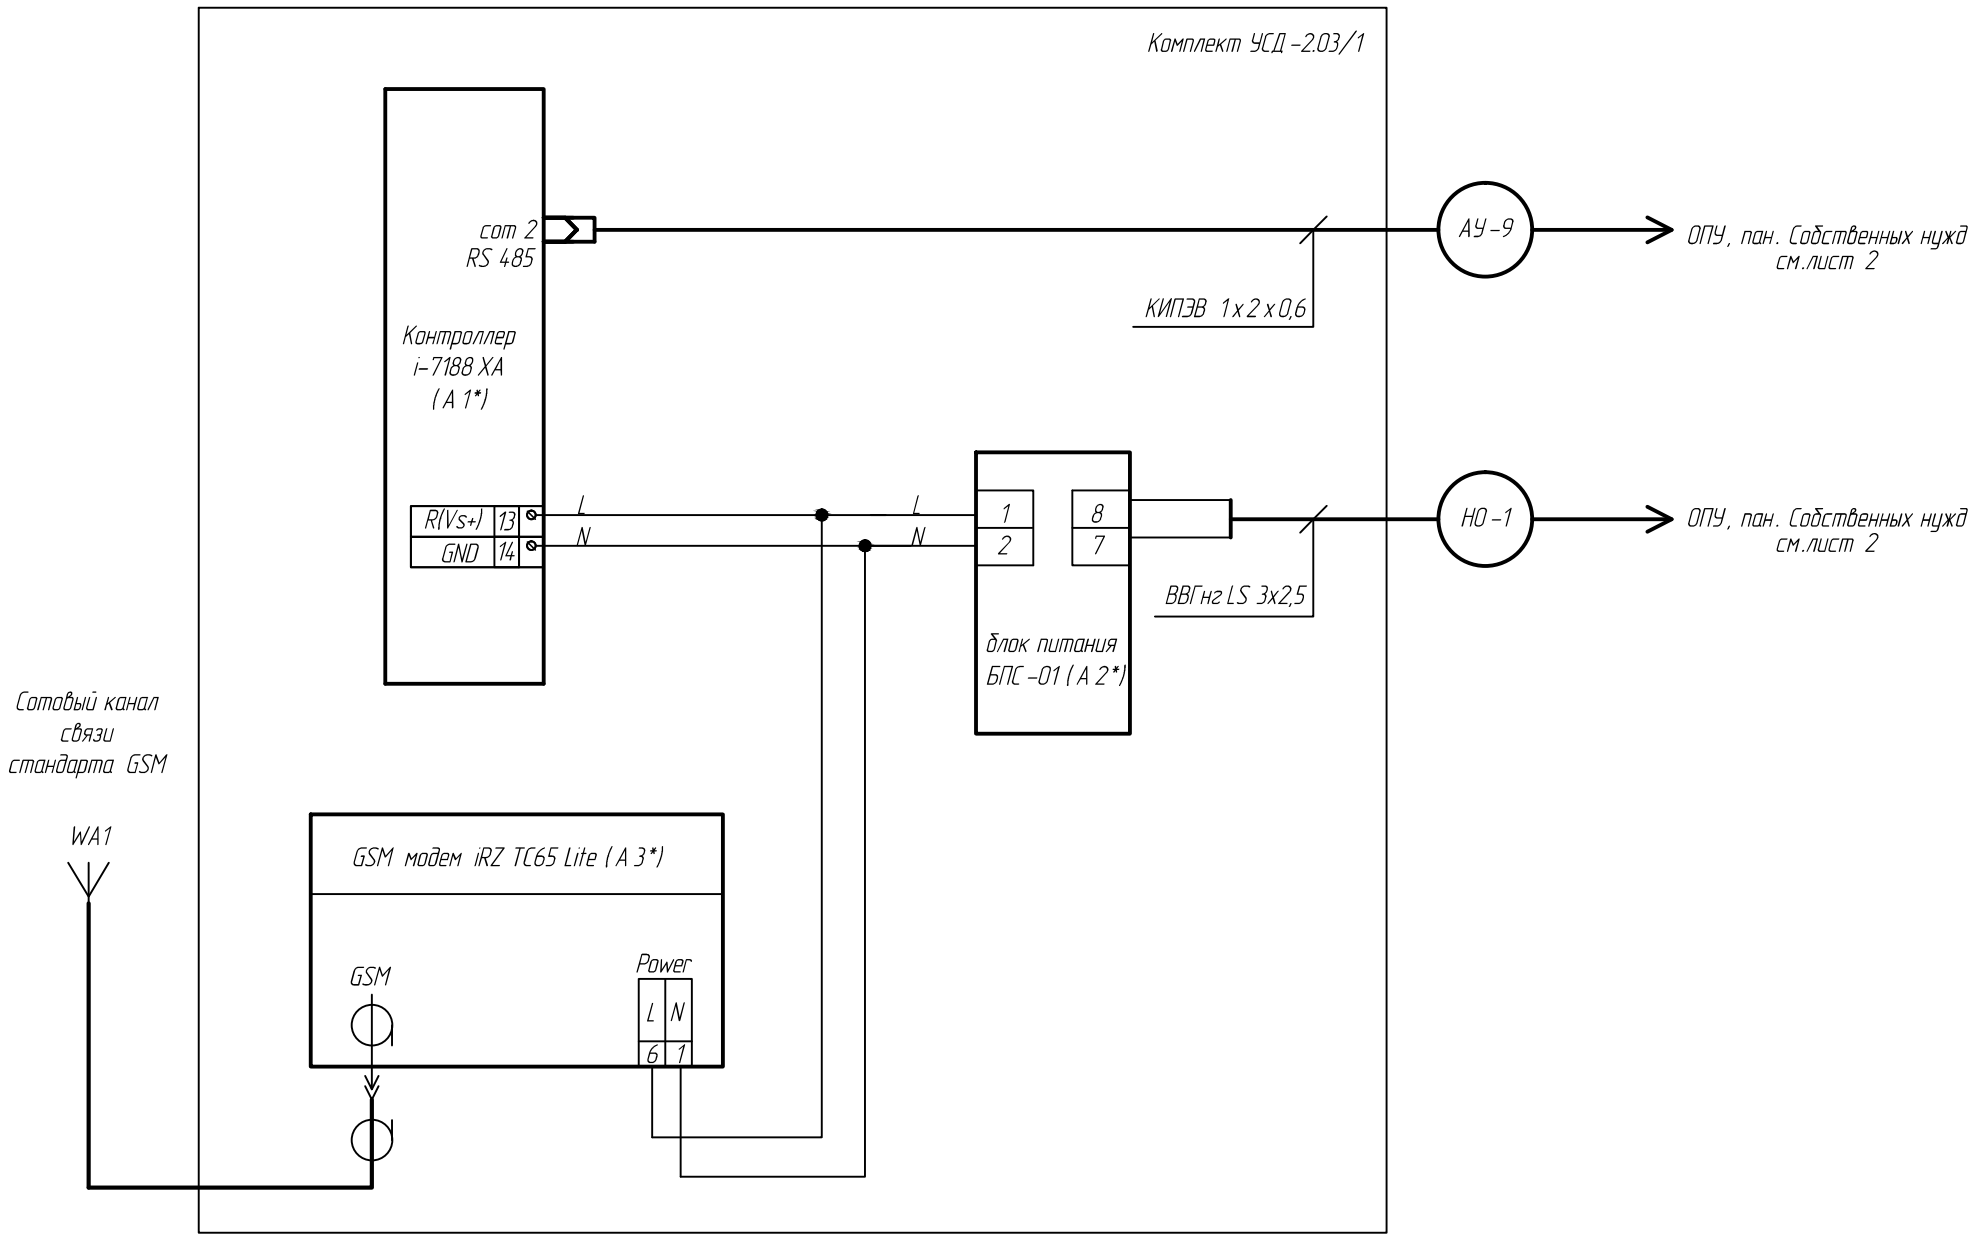 Комплект УСД-2.03/1
com 2
RS 485
АУ-9
ОПУ, пан. Собственных нужд
см.лист 2
КИПЭВ 1х2х0,6
Контроллер
i-7188 XA
(А1*)
R(Vs+) 13
GND 14
L
N
L
N
1
2
8
7
НО-1
ОПУ, пан. Собственных нужд
см.лист 2
ВВГнг LS 3х2,5
блок питания
БПС-01 (А2*)
Сотовый канал
связи
стандарта GSM
WA1
GSM модем iRZ TC65 Lite (А3*)
GSM
Power
L N
6 1